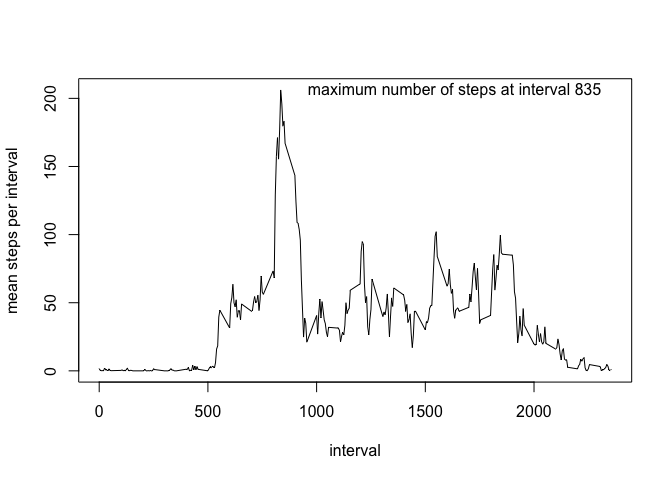 maximum number of steps at interval 835
mean steps per interval
200
150
100
50
0
0 500 1000 1500 2000
interval